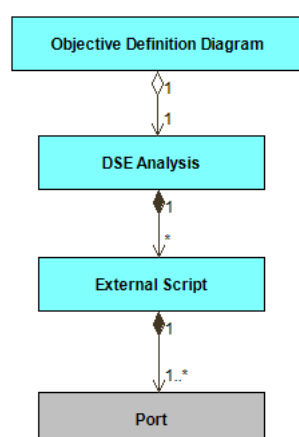 Objective Definition Diagram
1
1
DSE Analysis
1
*
External Script
1
1..*
Port